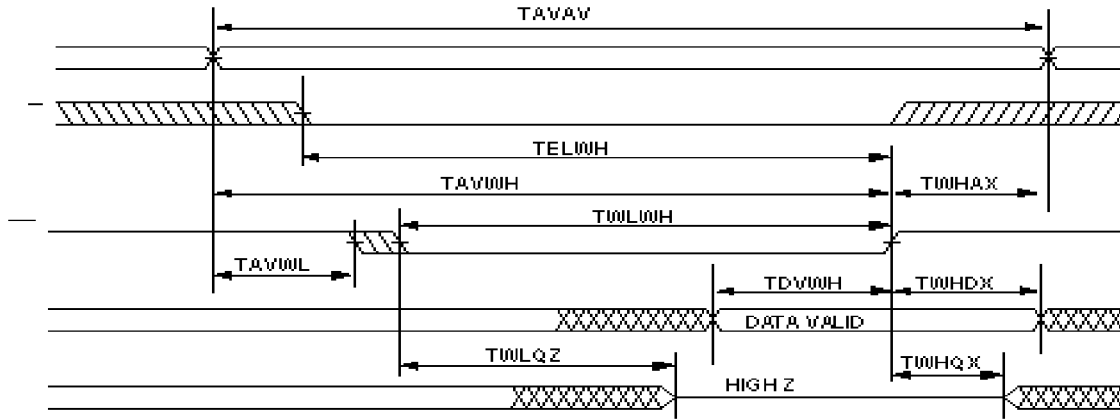 TAVAV
TELWH
TAVWH TWHAX
TWLWH
TAVWL TDVWH TWHDX
DATA VALID
TWLQZ TWHQX
HIGH Z